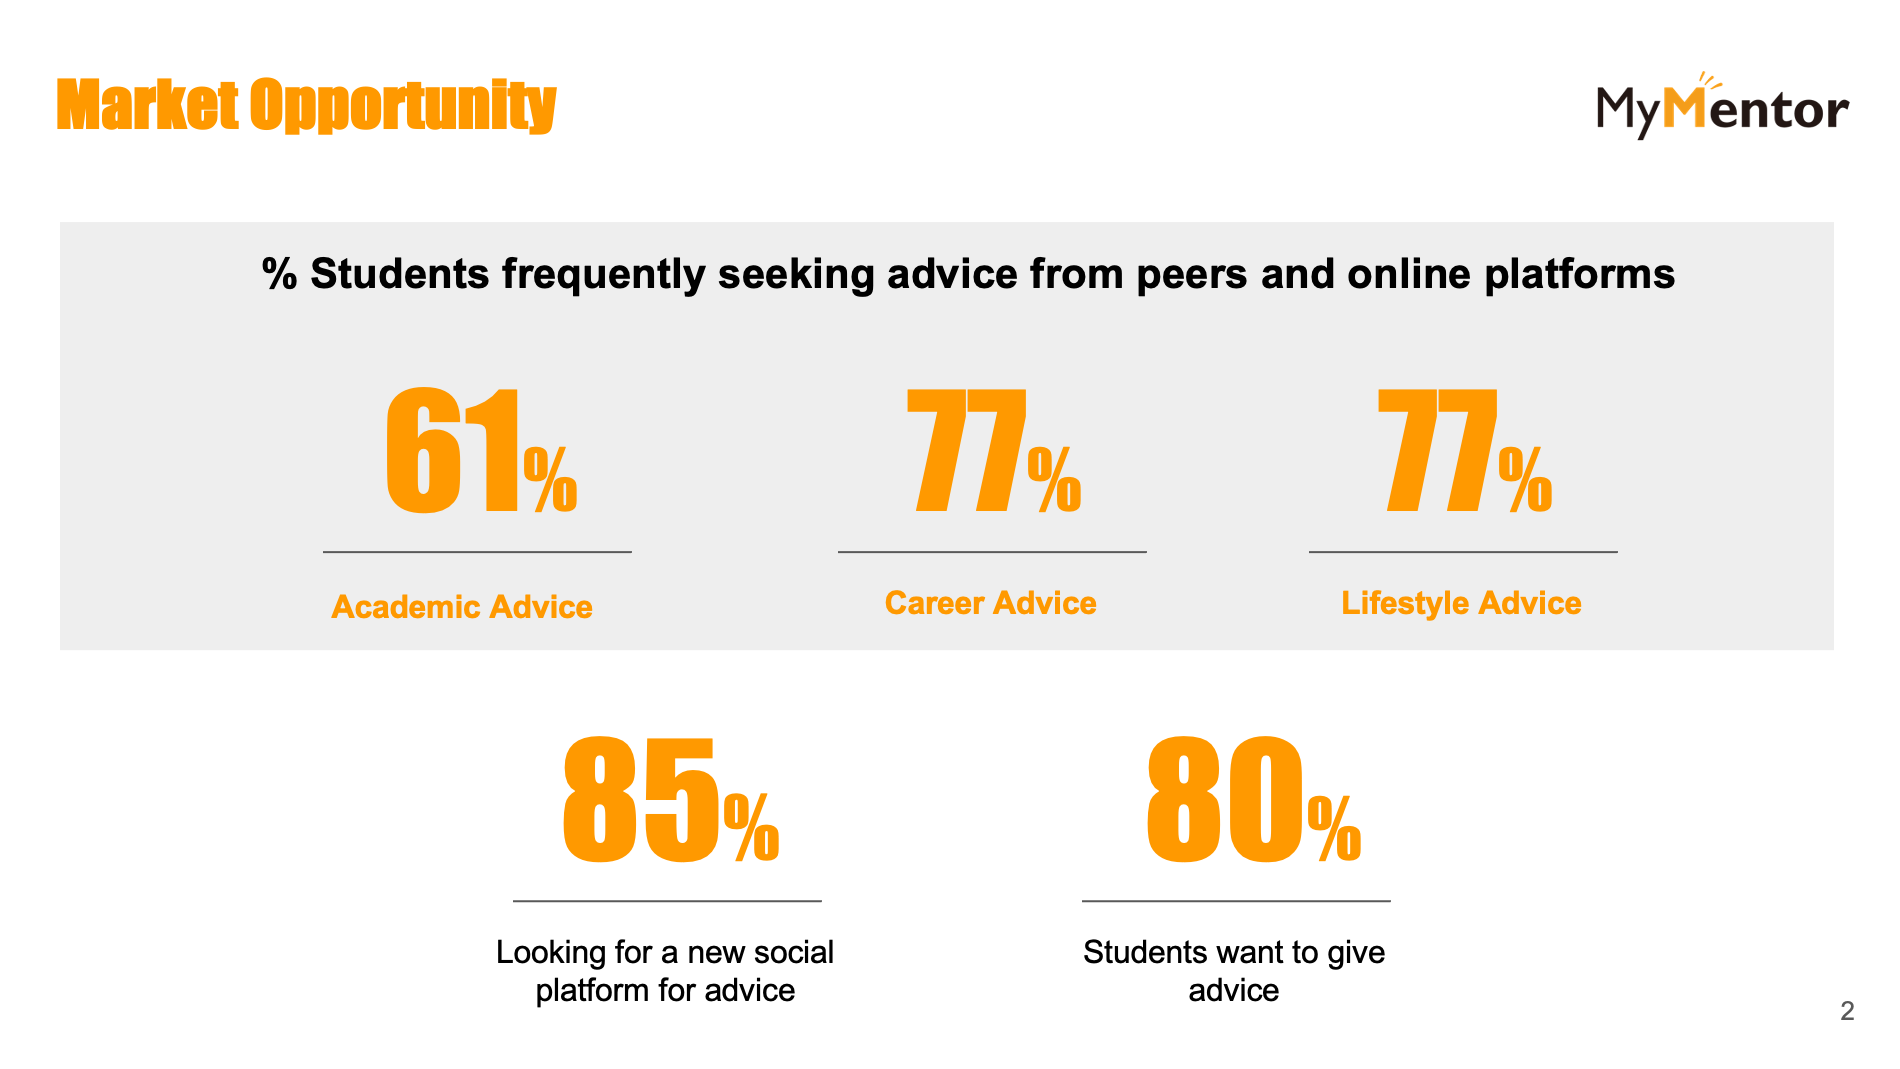 Market Opportunity
MyMentor
% Students frequently seeking advice from peers and online platforms
61%
77%
77%
Academic Advice
Career Advice
Lifestyle Advice
85%
80%
Looking for a new social
platform for advice
Students want to give
advice
2